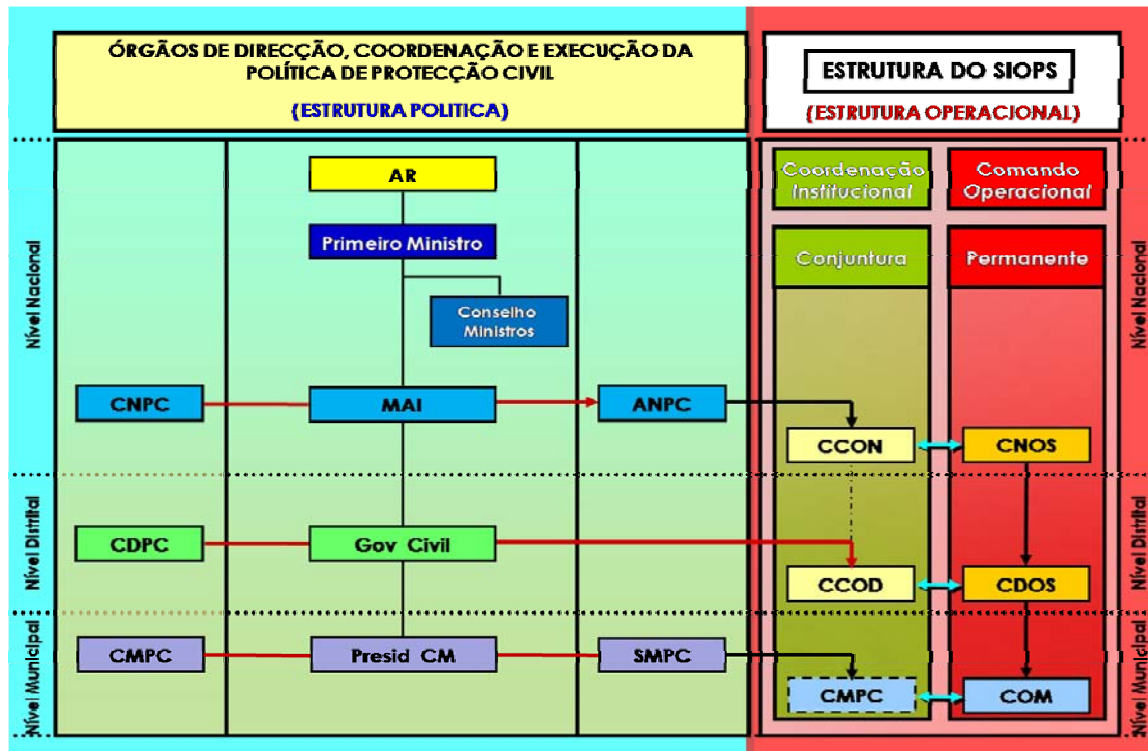 ÓRGÃOS DE DIRECÇÃO, COORDENAÇÃO E EXECUÇÃO DA
POLÍTICA DE PROTECÇÃO CIVIL
(ESTRUTURA POLITICA)
ESTRUTURA DO SIOPS
(ESTRUTURA OPERACIONAL)
Nível Nacional
AR
Primeiro Ministro
Conselho
Ministros
CNPC
MAI
ANPC
Coordenação
Institucional
Comando
Operacional
Conjuntura
Permanente
CCON
CNOS
Nível Nacional
Nível Distrital
CDPC
Gov Civil
CCOD
CDOS
Nível Distrital
Nível Municipal
CMPC
Presid CM
SMPC
CMPC
COM
Nível Municipal